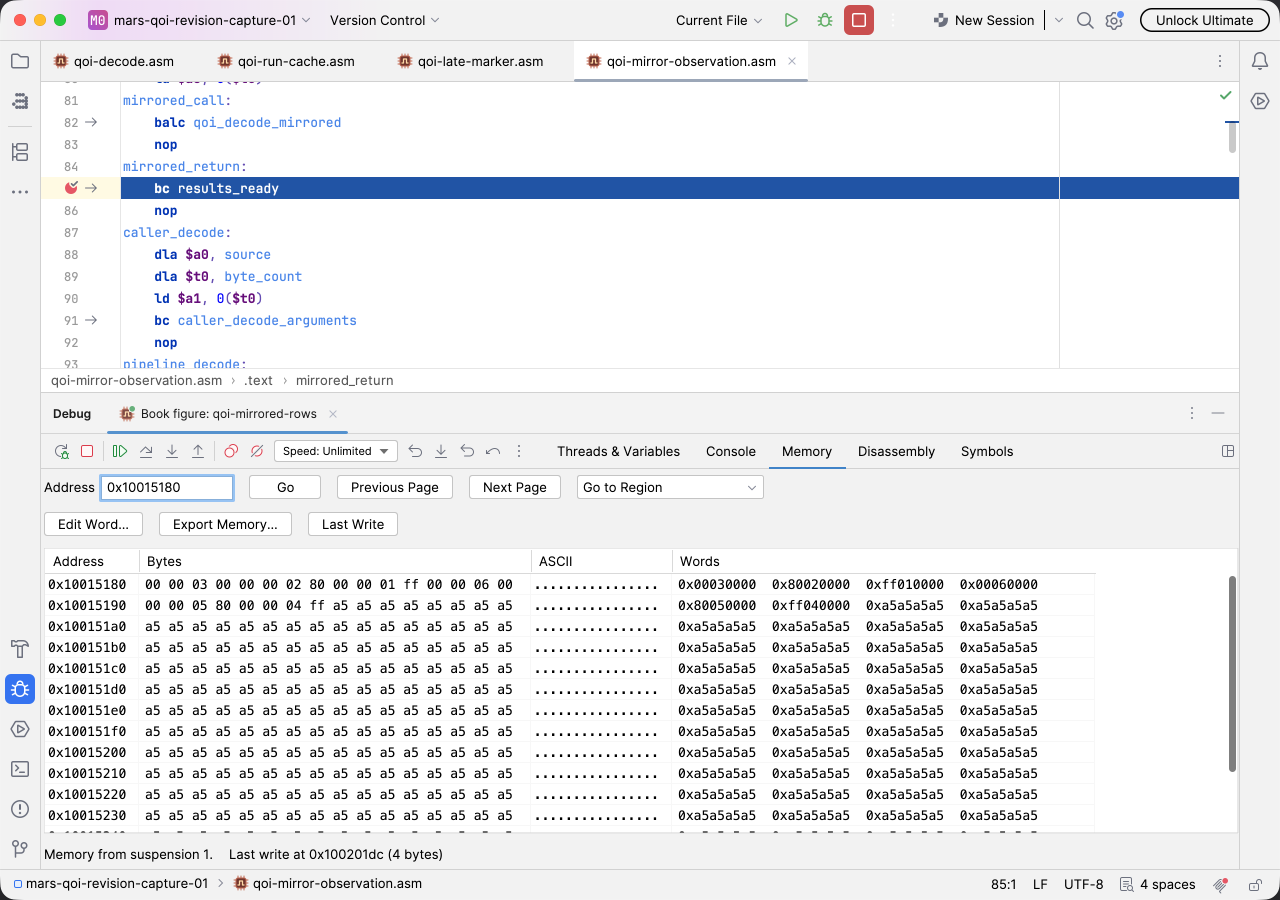 M0 mars-qoi-revision-capture-01 Version Control Current File New Session Unlock Ultimate
qoi-decode.asm qoi-run-cache.asm qoi-late-marker.asm qoi-mirror-observation.asm
81 mirrored_call:
82 balc qoi_decode_mirrored
83 nop
84 mirrored_return:
bc results_ready
86 nop
87 caller_decode:
88 dla $a0, source
89 dla $t0, byte_count
90 ld $a1, 0($t0)
91 bc caller_decode_arguments
92 nop
93 pipeline_decode:
qoi-mirror-observation.asm › .text › mirrored_return
Debug Book figure: qoi-mirrored-rows
Speed: Unlimited Threads & Variables Console Memory Disassembly Symbols
Address 0x10015180 Go Previous Page Next Page Go to Region
Edit Word... Export Memory... Last Write
Address Bytes ASCII Words
0x10015180 00 00 03 00 00 00 02 80 00 00 01 ff 00 00 06 00 ................ 0x00030000 0x80020000 0xff010000 0x00060000
0x10015190 00 00 05 80 00 00 04 ff a5 a5 a5 a5 a5 a5 a5 a5 ................ 0x80050000 0xff040000 0xa5a5a5a5 0xa5a5a5a5
0x100151a0 a5 a5 a5 a5 a5 a5 a5 a5 a5 a5 a5 a5 a5 a5 a5 a5 ................ 0xa5a5a5a5 0xa5a5a5a5 0xa5a5a5a5 0xa5a5a5a5
0x100151b0 a5 a5 a5 a5 a5 a5 a5 a5 a5 a5 a5 a5 a5 a5 a5 a5 ................ 0xa5a5a5a5 0xa5a5a5a5 0xa5a5a5a5 0xa5a5a5a5
0x100151c0 a5 a5 a5 a5 a5 a5 a5 a5 a5 a5 a5 a5 a5 a5 a5 a5 ................ 0xa5a5a5a5 0xa5a5a5a5 0xa5a5a5a5 0xa5a5a5a5
0x100151d0 a5 a5 a5 a5 a5 a5 a5 a5 a5 a5 a5 a5 a5 a5 a5 a5 ................ 0xa5a5a5a5 0xa5a5a5a5 0xa5a5a5a5 0xa5a5a5a5
0x100151e0 a5 a5 a5 a5 a5 a5 a5 a5 a5 a5 a5 a5 a5 a5 a5 a5 ................ 0xa5a5a5a5 0xa5a5a5a5 0xa5a5a5a5 0xa5a5a5a5
0x100151f0 a5 a5 a5 a5 a5 a5 a5 a5 a5 a5 a5 a5 a5 a5 a5 a5 ................ 0xa5a5a5a5 0xa5a5a5a5 0xa5a5a5a5 0xa5a5a5a5
0x10015200 a5 a5 a5 a5 a5 a5 a5 a5 a5 a5 a5 a5 a5 a5 a5 a5 ................ 0xa5a5a5a5 0xa5a5a5a5 0xa5a5a5a5 0xa5a5a5a5
0x10015210 a5 a5 a5 a5 a5 a5 a5 a5 a5 a5 a5 a5 a5 a5 a5 a5 ................ 0xa5a5a5a5 0xa5a5a5a5 0xa5a5a5a5 0xa5a5a5a5
0x10015220 a5 a5 a5 a5 a5 a5 a5 a5 a5 a5 a5 a5 a5 a5 a5 a5 ................ 0xa5a5a5a5 0xa5a5a5a5 0xa5a5a5a5 0xa5a5a5a5
0x10015230 a5 a5 a5 a5 a5 a5 a5 a5 a5 a5 a5 a5 a5 a5 a5 a5 ................ 0xa5a5a5a5 0xa5a5a5a5 0xa5a5a5a5 0xa5a5a5a5
Memory from suspension 1. Last write at 0x100201dc (4 bytes)
mars-qoi-revision-capture-01 › qoi-mirror-observation.asm 85:1 LF UTF-8 4 spaces